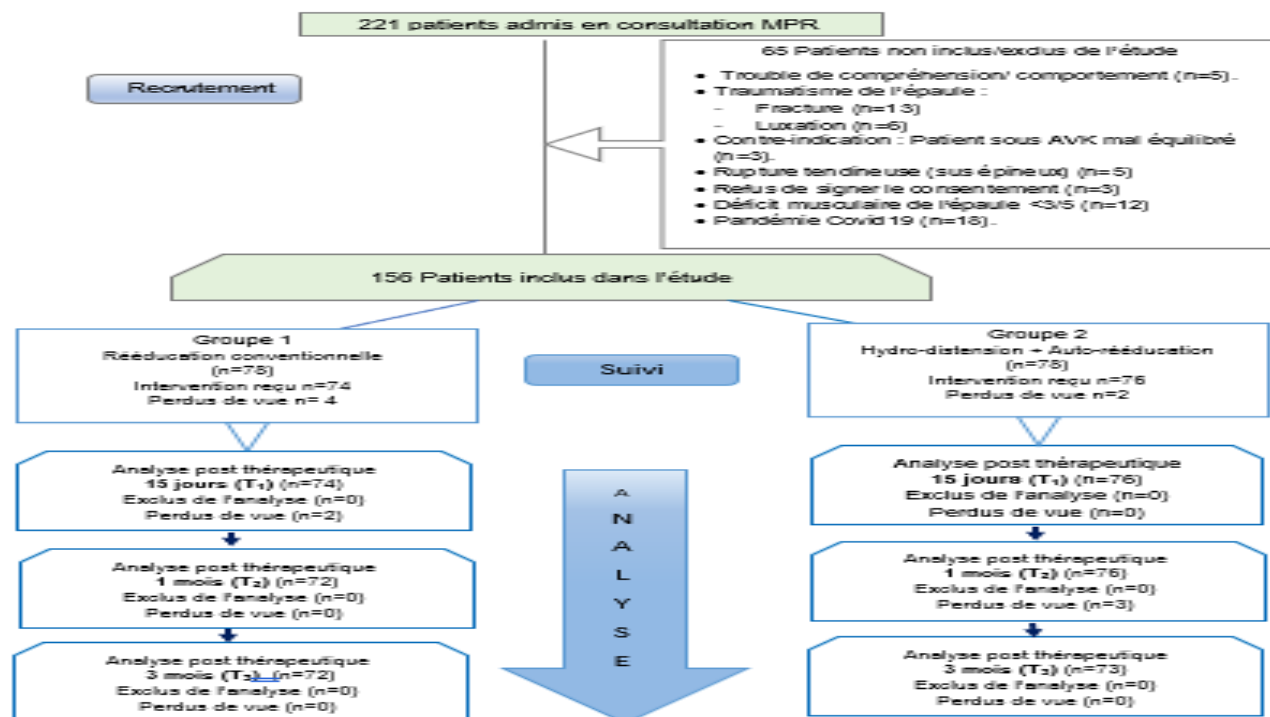 221 patients admis en consultation MPR
65 Patients non inclus/exclus de l'étude
• Trouble de compréhension/ comportement (n=5).
• Traumatisme de l'épaule :
- Fracture (n=13)
- Luxation (n=6)
• Contre-indication : Patient sous AVK mal équilibré
(n=3).
• Rupture tendineuse (sus épineux) (n=5)
• Refus de signer le consentement (n=3)
• Déficit musculaire de l'épaule <3/5 (n=12)
• Pandémie Covid 19 (n=18).
Recrutement
156 Patients inclus dans l'étude
Groupe 1
Rééducation conventionnelle
(n=78)
Intervention reçu n=74
Perdus de vue n= 4
Suivi
Groupe 2
Hydro-distension + Auto-rééducation
(n=78)
Intervention reçu n=76
Perdus de vue n=2
Analyse post thérapeutique
15 jours (T₁) (n=74)
Exclus de l'analyse (n=0)
Perdus de vue (n=2)
Analyse post thérapeutique
1 mois (T₂) (n=72)
Exclus de l'analyse (n=0)
Perdus de vue (n=0)
Analyse post thérapeutique
3 mois (T₃) (n=72)
Exclus de l'analyse (n=0)
Perdus de vue (n=0)
A
N
A
L
Y
S
E
Analyse post thérapeutique
15 jours (T₁) (n=76)
Exclus de l'analyse (n=0)
Perdus de vue (n=0)
Analyse post thérapeutique
1 mois (T₂) (n=76)
Exclus de l'analyse (n=0)
Perdus de vue (n=3)
Analyse post thérapeutique
3 mois (T₃) (n=73)
Exclus de l'analyse (n=0)
Perdus de vue (n=0)